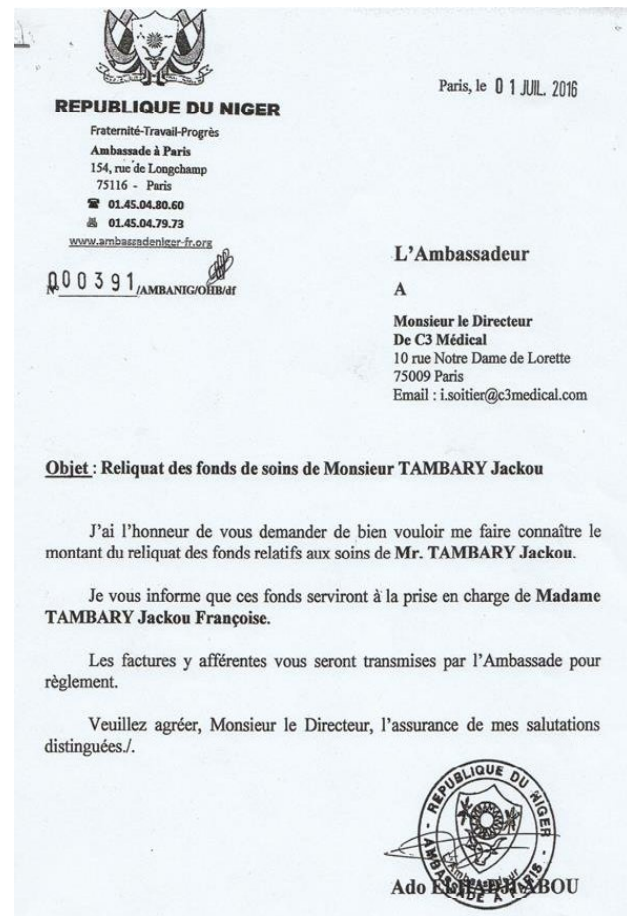 Paris, le 0 1 JUIL. 2016
REPUBLIQUE DU NIGER
Fraternité-Travail-Progrès
Ambassade à Paris
154, rue de Longchamp
75116 - Paris
☎ 01.45.04.80.60
01.45.04.79.73
www.ambassadeniger-fr.org
N° 000391/AMBANIG/OHB/df
L'Ambassadeur
A
Monsieur le Directeur
De C3 Médical
10 rue Notre Dame de Lorette
75009 Paris
Email : i.soitier@c3medical.com
Objet : Reliquat des fonds de soins de Monsieur TAMBARY Jackou
J'ai l'honneur de vous demander de bien vouloir me faire connaître le
montant du reliquat des fonds relatifs aux soins de Mr. TAMBARY Jackou.
Je vous informe que ces fonds serviront à la prise en charge de Madame
TAMBARY Jackou Françoise.
Les factures y afférentes vous seront transmises par l'Ambassade pour
règlement.
Veuillez agréer, Monsieur le Directeur, l'assurance de mes salutations
distinguées./.
REPUBLIQUE DU NIGER
L'Ambassadeur
AMBASSADE A PARIS
Ado ELHADJI ABOU